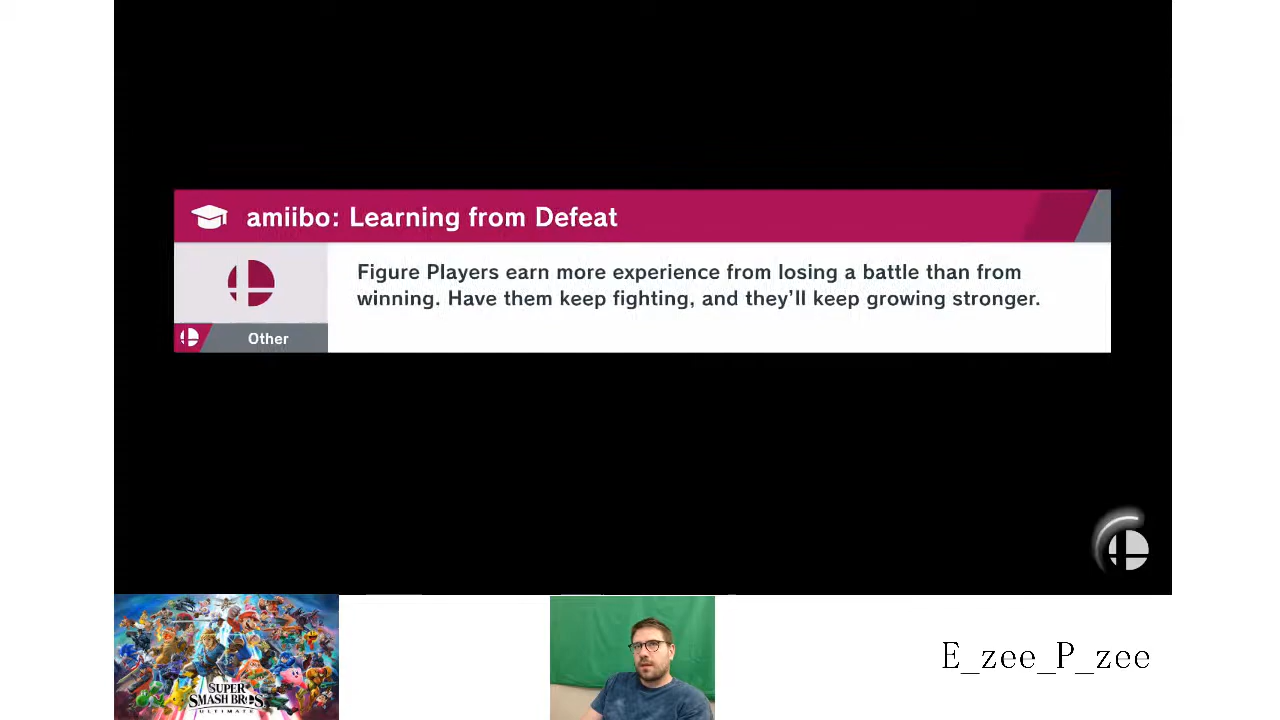 amiibo: Learning from Defeat
Figure Players earn more experience from losing a battle than from
winning. Have them keep fighting, and they’ll keep growing stronger.
Other
SUPER
SMASH BROS.
ULTIMATE
E_zee_P_zee